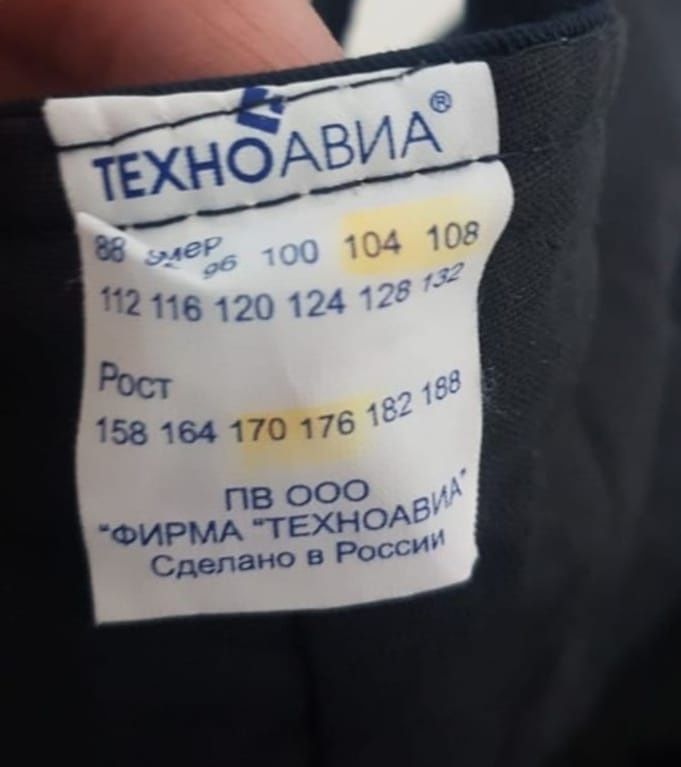 ТЕХНОАВИА®
88 96 100 104 108
112 116 120 124 128 132
Рост
158 164 170 176 182 188
ПВ ООО
"ФИРМА "ТЕХНОАВИА"
Сделано в России